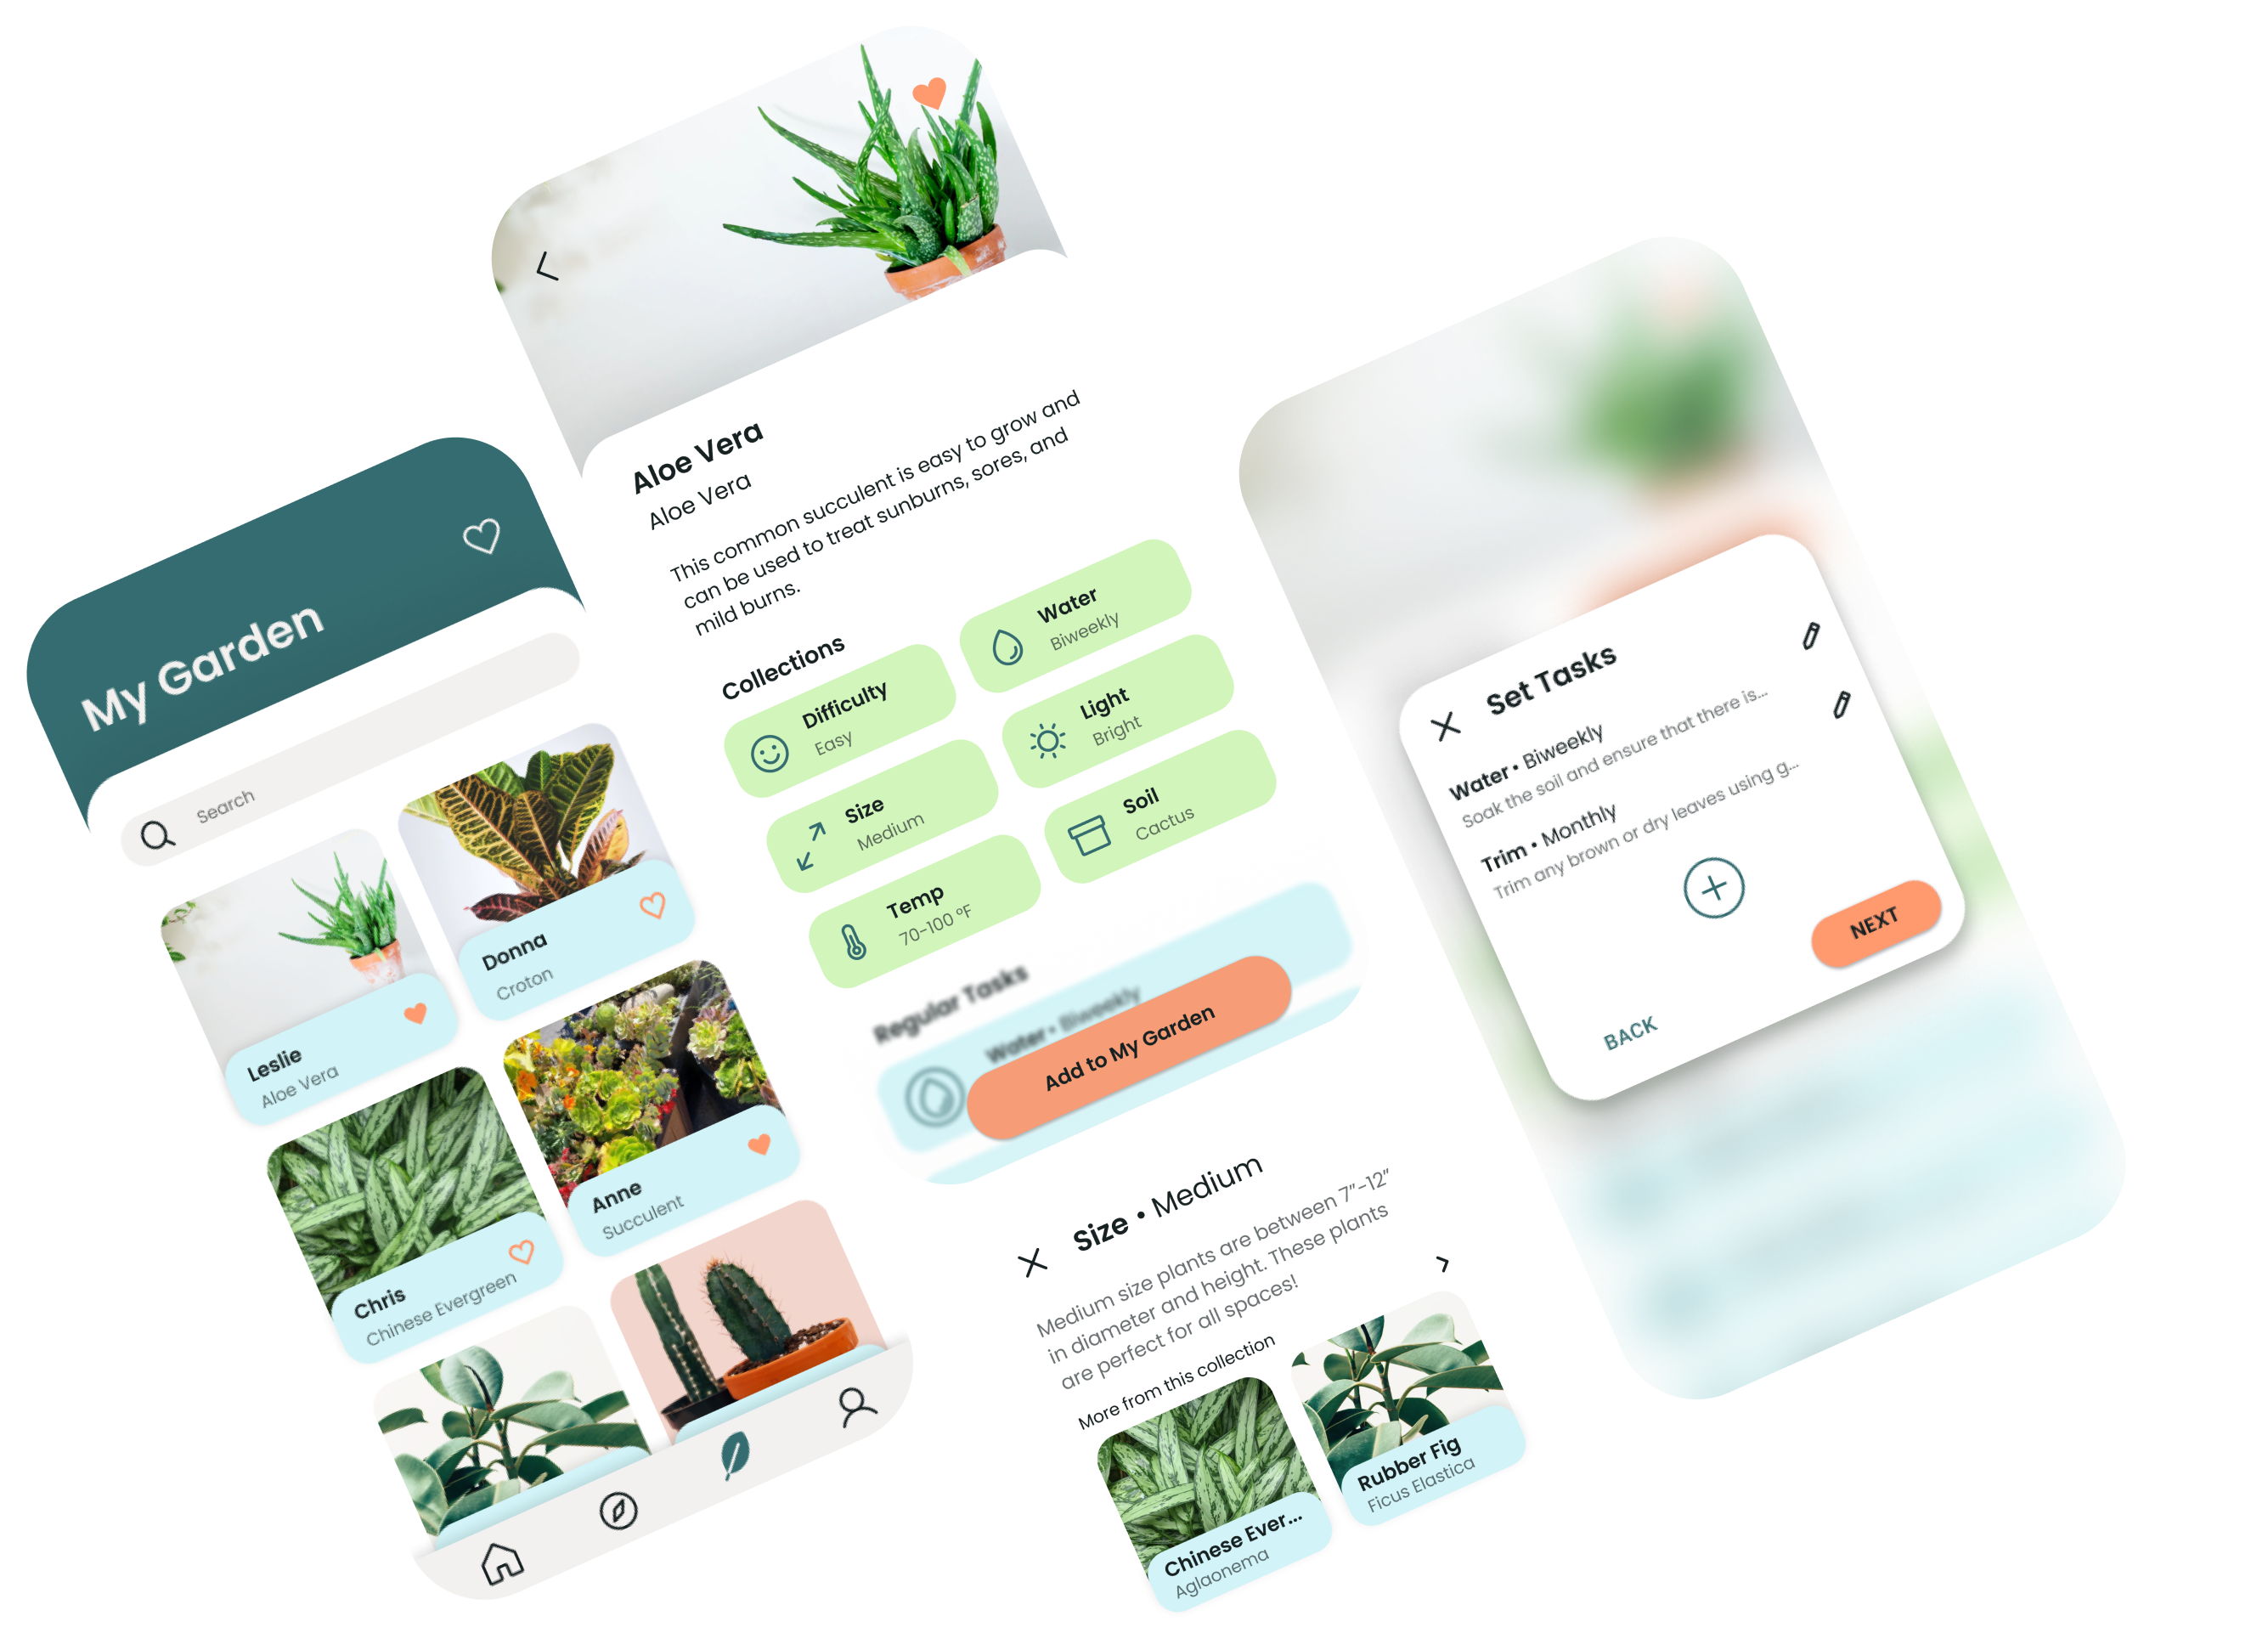 My Garden
Search
Leslie
Aloe Vera
Donna
Croton
Chris
Chinese Evergreen
Anne
Succulent
Aloe Vera
Aloe Vera
This common succulent is easy to grow and
can be used to treat sunburns, sores, and
mild burns.
Collections
Difficulty
Easy
Water
Biweekly
Size
Medium
Light
Bright
Temp
70-100 °F
Soil
Cactus
Regular Tasks
Water • Biweekly
Add to My Garden
Size • Medium
Medium size plants are between 7”-12”
in diameter and height. These plants
are perfect for all spaces!
More from this collection
Chinese Ever...
Aglaonema
Rubber Fig
Ficus Elastica
Set Tasks
Water • Biweekly
Soak the soil and ensure that there is...
Trim • Monthly
Trim any brown or dry leaves using g...
NEXT
BACK